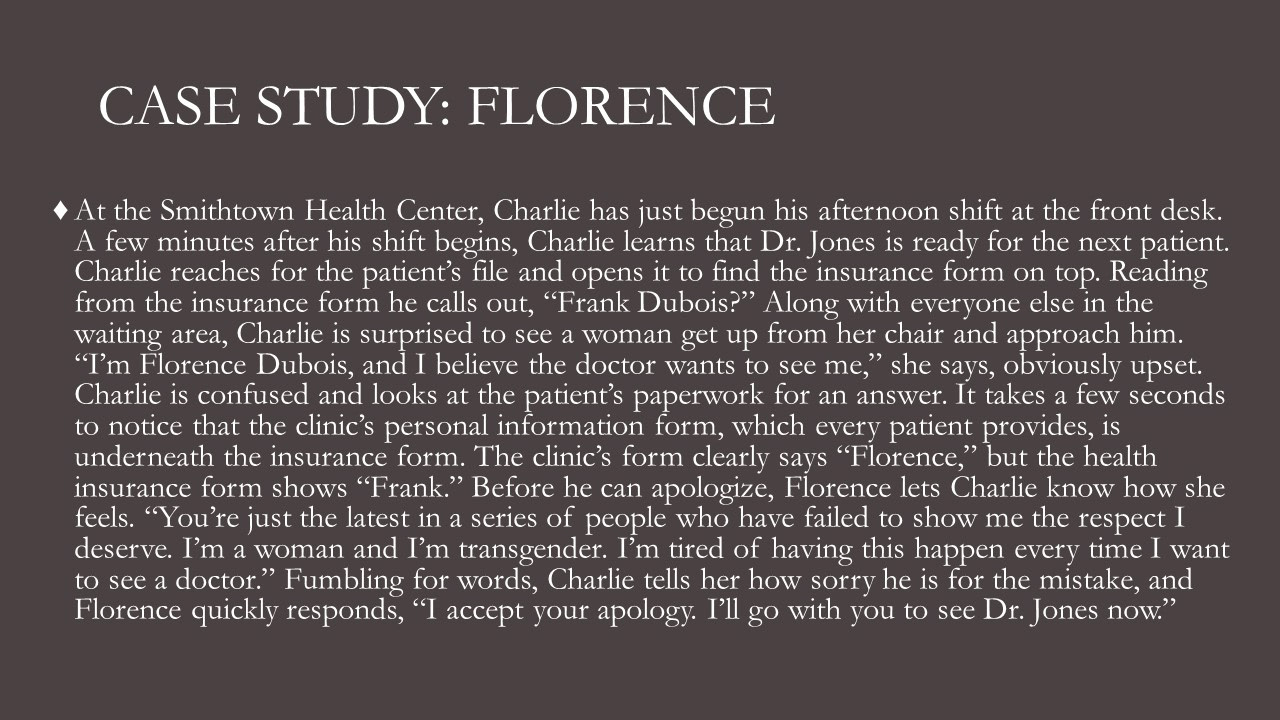 CASE STUDY: FLORENCE
♦ At the Smithtown Health Center, Charlie has just begun his afternoon shift at the front desk.
A few minutes after his shift begins, Charlie learns that Dr. Jones is ready for the next patient.
Charlie reaches for the patient’s file and opens it to find the insurance form on top. Reading
from the insurance form he calls out, “Frank Dubois?” Along with everyone else in the
waiting area, Charlie is surprised to see a woman get up from her chair and approach him.
“I’m Florence Dubois, and I believe the doctor wants to see me,” she says, obviously upset.
Charlie is confused and looks at the patient’s paperwork for an answer. It takes a few seconds
to notice that the clinic’s personal information form, which every patient provides, is
underneath the insurance form. The clinic’s form clearly says “Florence,” but the health
insurance form shows “Frank.” Before he can apologize, Florence lets Charlie know how she
feels. “You’re just the latest in a series of people who have failed to show me the respect I
deserve. I’m a woman and I’m transgender. I’m tired of having this happen every time I want
to see a doctor.” Fumbling for words, Charlie tells her how sorry he is for the mistake, and
Florence quickly responds, “I accept your apology. I’ll go with you to see Dr. Jones now.”